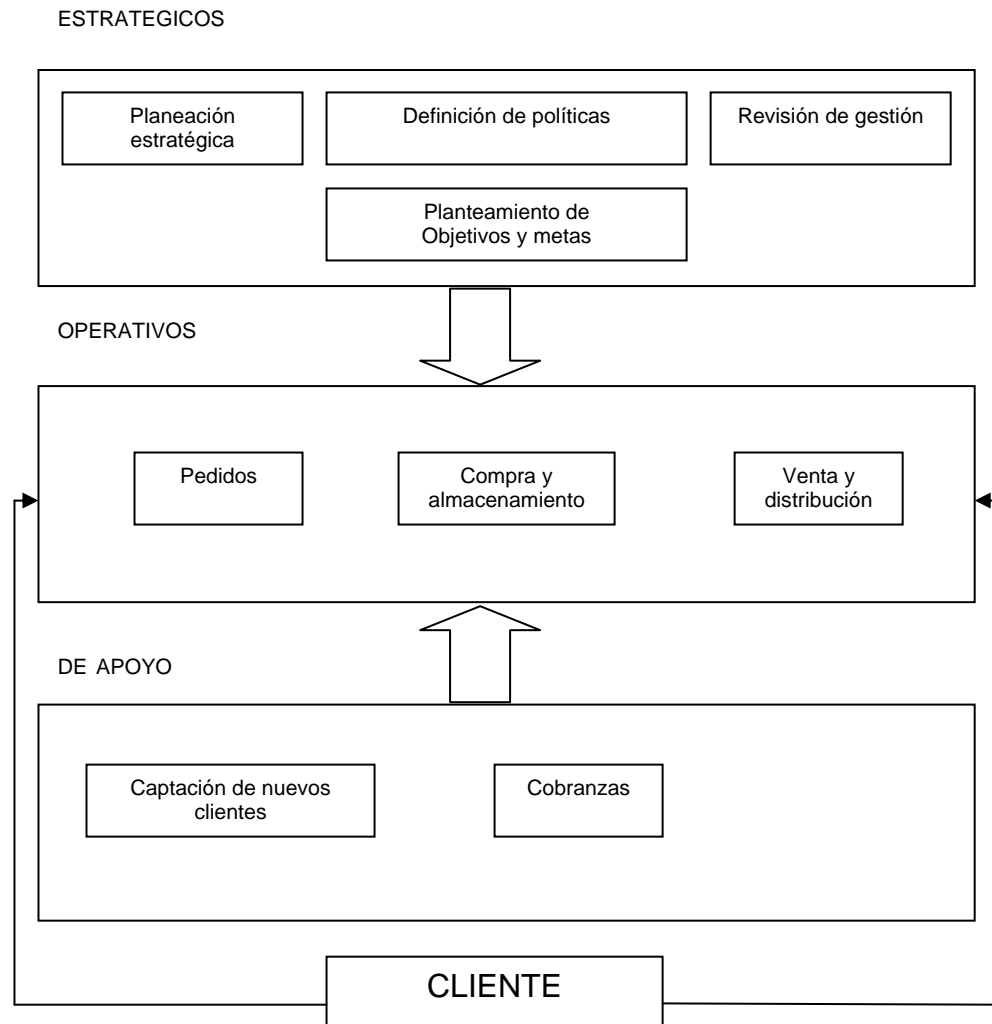 ESTRATEGICOS
Planeación
estratégica
Definición de políticas
Revisión de gestión
Planteamiento de
Objetivos y metas
OPERATIVOS
Pedidos
Compra y
almacenamiento
Venta y
distribución
DE APOYO
Captación de nuevos
clientes
Cobranzas
CLIENTE